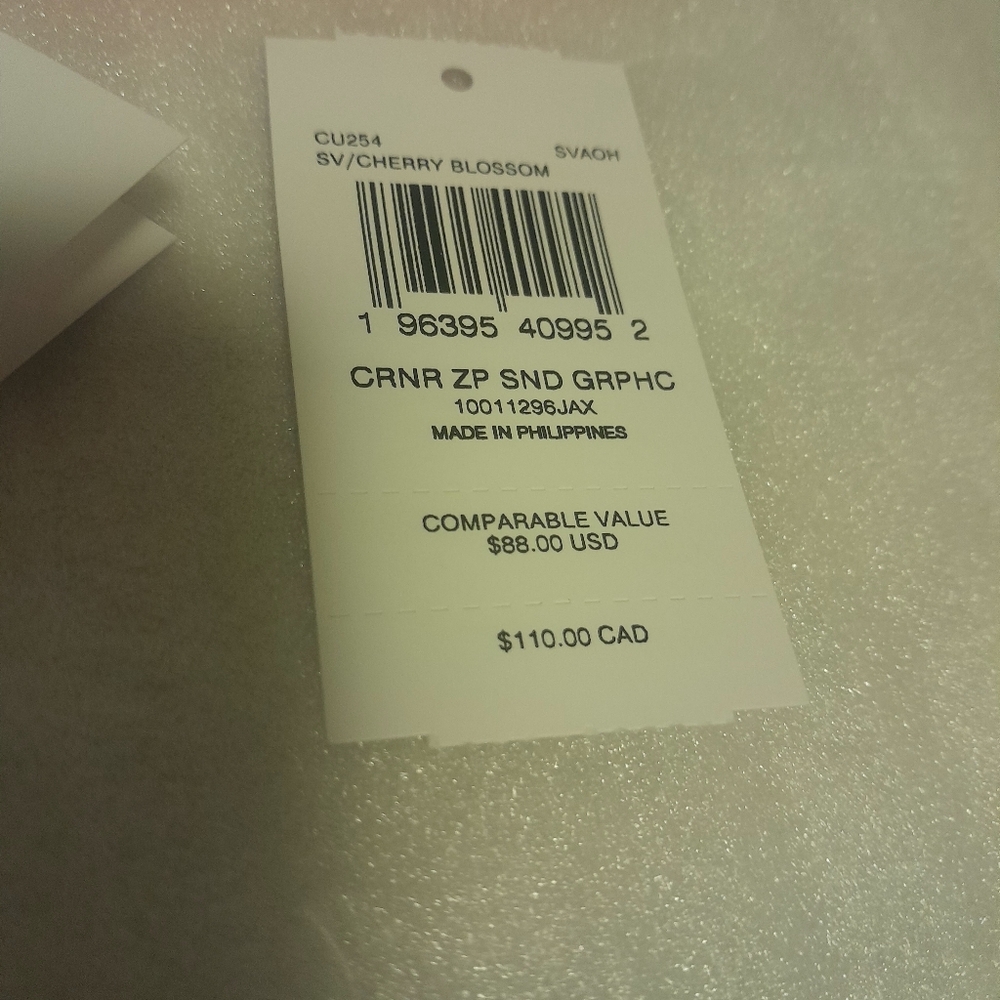 CU254
SVAOH
SV/CHERRY BLOSSOM
1 96395 40995 2
CRNR ZP SND GRPHC
10011296JAX
MADE IN PHILIPPINES
COMPARABLE VALUE
$88.00 USD
$110.00 CAD